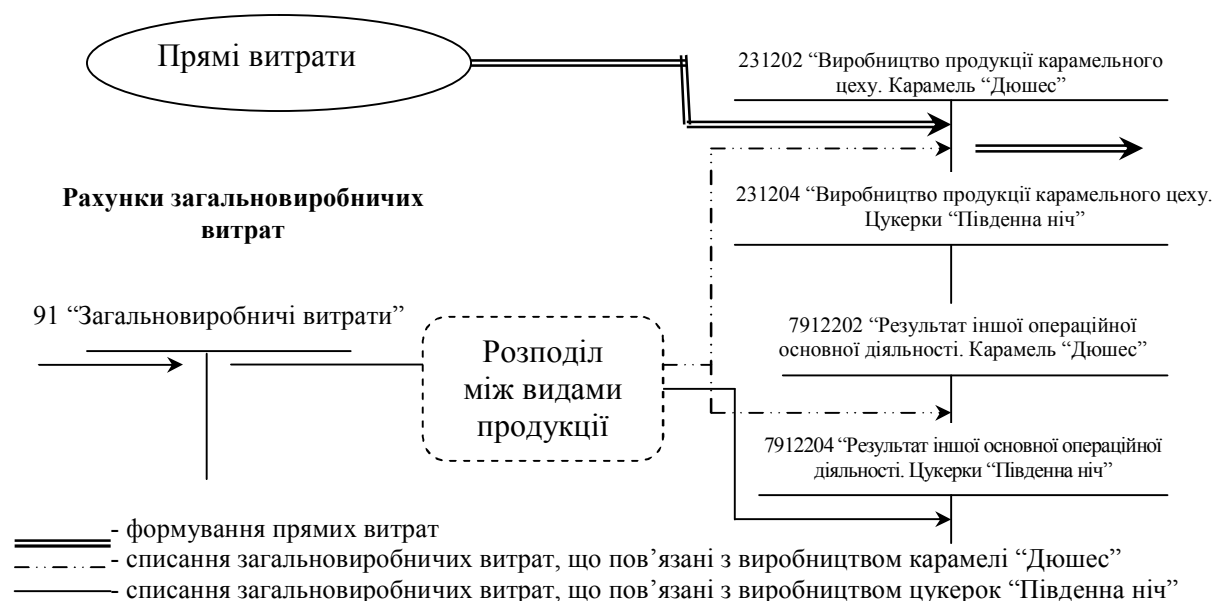 Прямі витрати
231202 “Виробництво продукції карамельного
цеху. Карамель “Дюшес”
Рахунки загальновиробничих
витрат
231204 “Виробництво продукції карамельного цеху.
Цукерки “Південна ніч”
91 “Загальновиробничі витрати”
Розподіл
між видами
продукції
7912202 “Результат іншої операційної
основної діяльності. Карамель “Дюшес”
7912204 “Результат іншої основної операційної
діяльності. Цукерки “Південна ніч”
- формування прямих витрат
- списання загальновиробничих витрат, що пов’язані з виробництвом карамелі “Дюшес”
- списання загальновиробничих витрат, що пов’язані з виробництвом цукерок “Південна ніч”